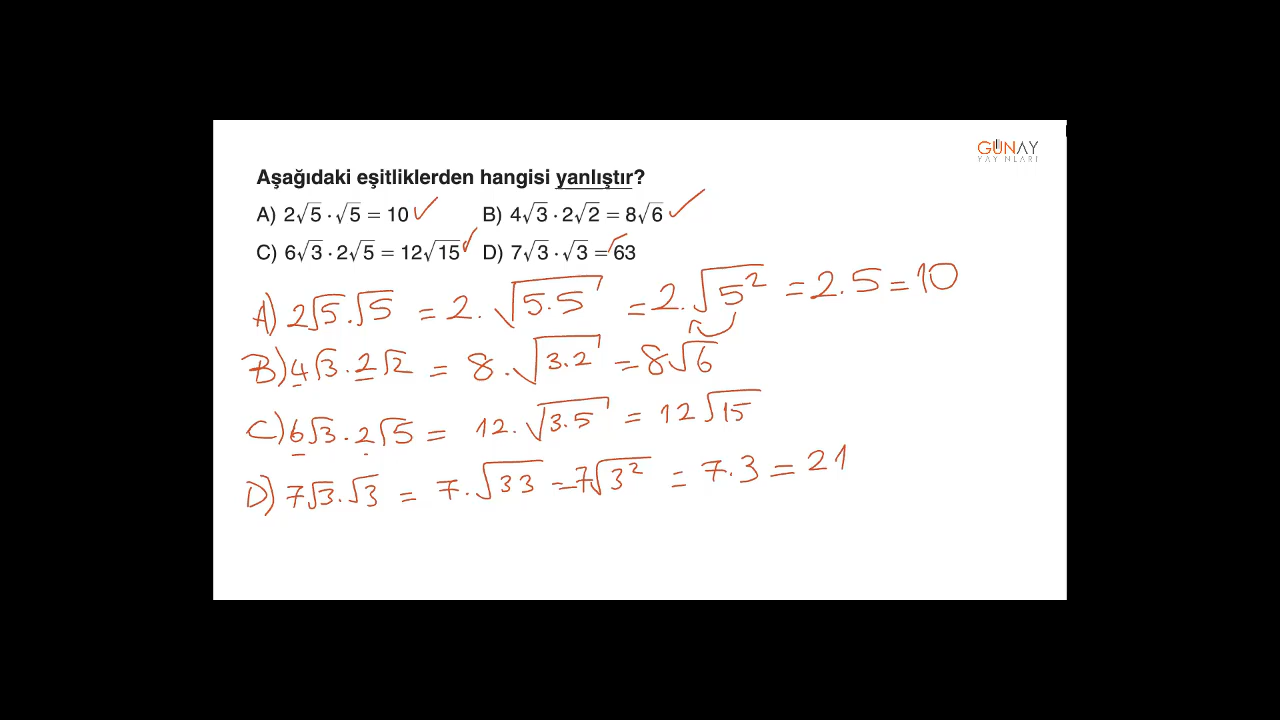 GÜNAY
YAYINLARI
Aşağıdaki eşitliklerden hangisi yanlıştır?
A) 2√5 · √5 = 10 ✓ B) 4√3 · 2√2 = 8√6 ✓
C) 6√3 · 2√5 = 12√15 ✓ D) 7√3 · √3 = √63
A) 2√5.√5 = 2.√5.5 = 2.√5² = 2.5 = 10
B) 4√3.2√2 = 8.√3.2 = 8√6
C) 6√3.2√5 = 12.√3.5 = 12√15
D) 7√3.√3 = 7.√33 = 7√3² = 7.3 = 21